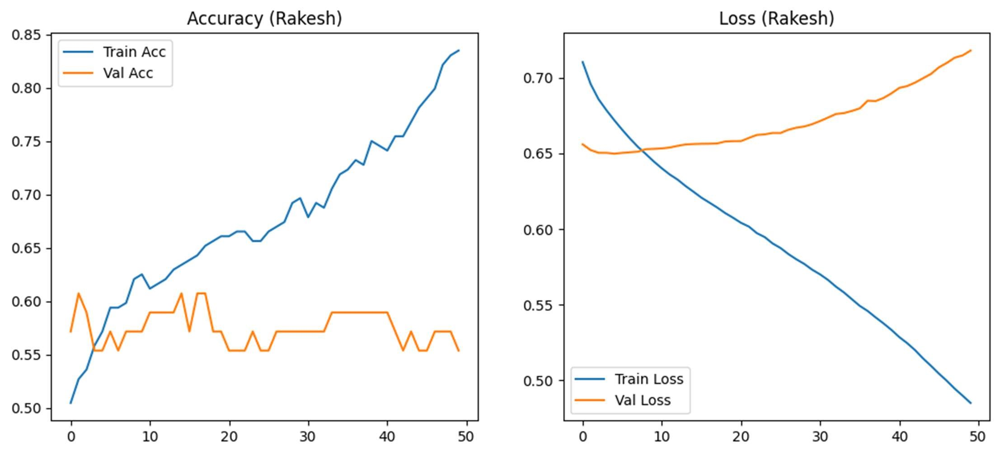 Accuracy (Rakesh)
0.85
0.80
0.75
0.70
0.65
0.60
0.55
0.50
Train Acc
Val Acc
0 10 20 30 40 50
Loss (Rakesh)
0.70
0.65
0.60
0.55
0.50
Train Loss
Val Loss
0 10 20 30 40 50